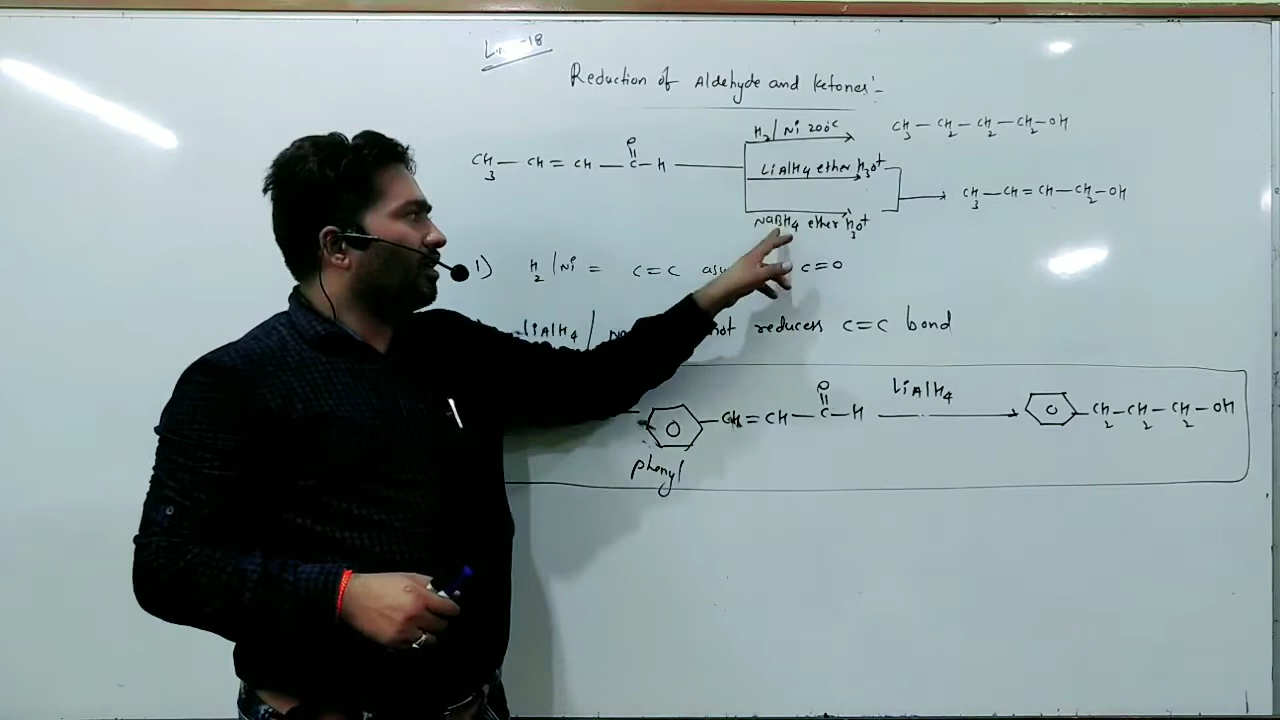 18
Reduction of Aldehyde and Ketones:-
CH3 — CH = CH — C(=O) — H
H2 / Ni 200°C
CH3 — CH2 — CH2 — CH2 — OH
LiAlH4 ether H3O+
NaBH4 ether H3O+
CH3 — CH = CH — CH2 — OH
1) H2 / Ni = C=C C=O
LiAlH4 / not reducess C=C bond
CH=CH — C(=O) — H
LiAlH4
CH2 — CH2 — CH2 — OH
phenyl